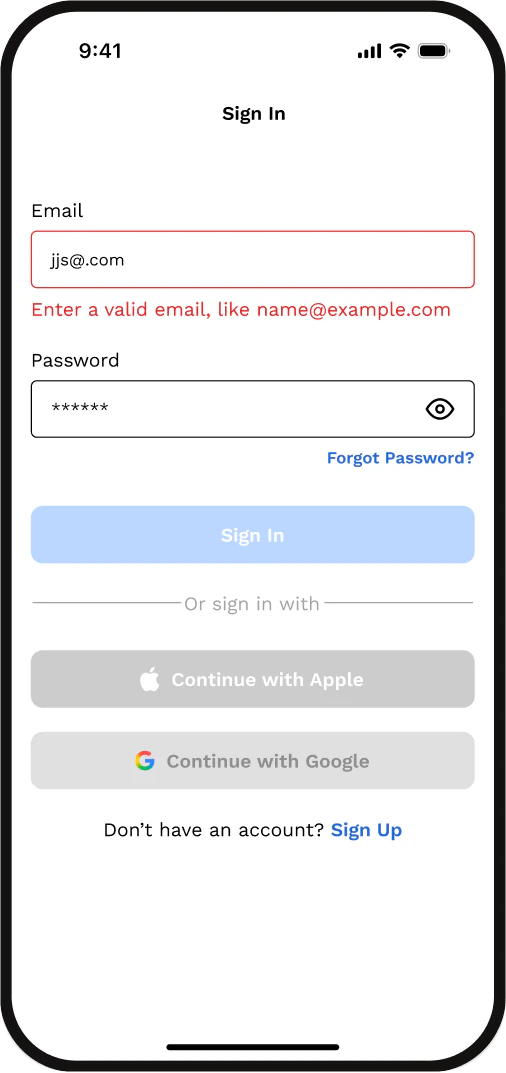 9:41
Sign In
Email
jjs@.com
Enter a valid email, like name@example.com
Password
******
Forgot Password?
Sign In
Or sign in with
Continue with Apple
Continue with Google
Don’t have an account? Sign Up